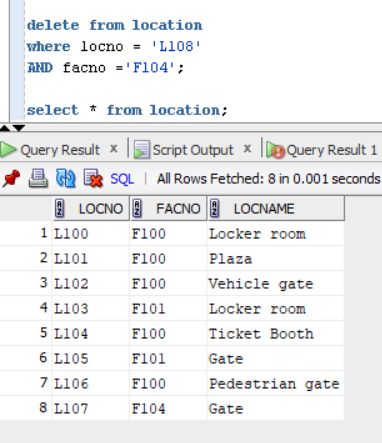 delete from location
where locno = 'L108'
AND facno ='F104';
select * from location;
Query Result x Script Output x Query Result 1
SQL | All Rows Fetched: 8 in 0.001 seconds
LOCNO FACNO LOCNAME
1 L100 F100 Locker room
2 L101 F100 Plaza
3 L102 F100 Vehicle gate
4 L103 F101 Locker room
5 L104 F100 Ticket Booth
6 L105 F101 Gate
7 L106 F100 Pedestrian gate
8 L107 F104 Gate